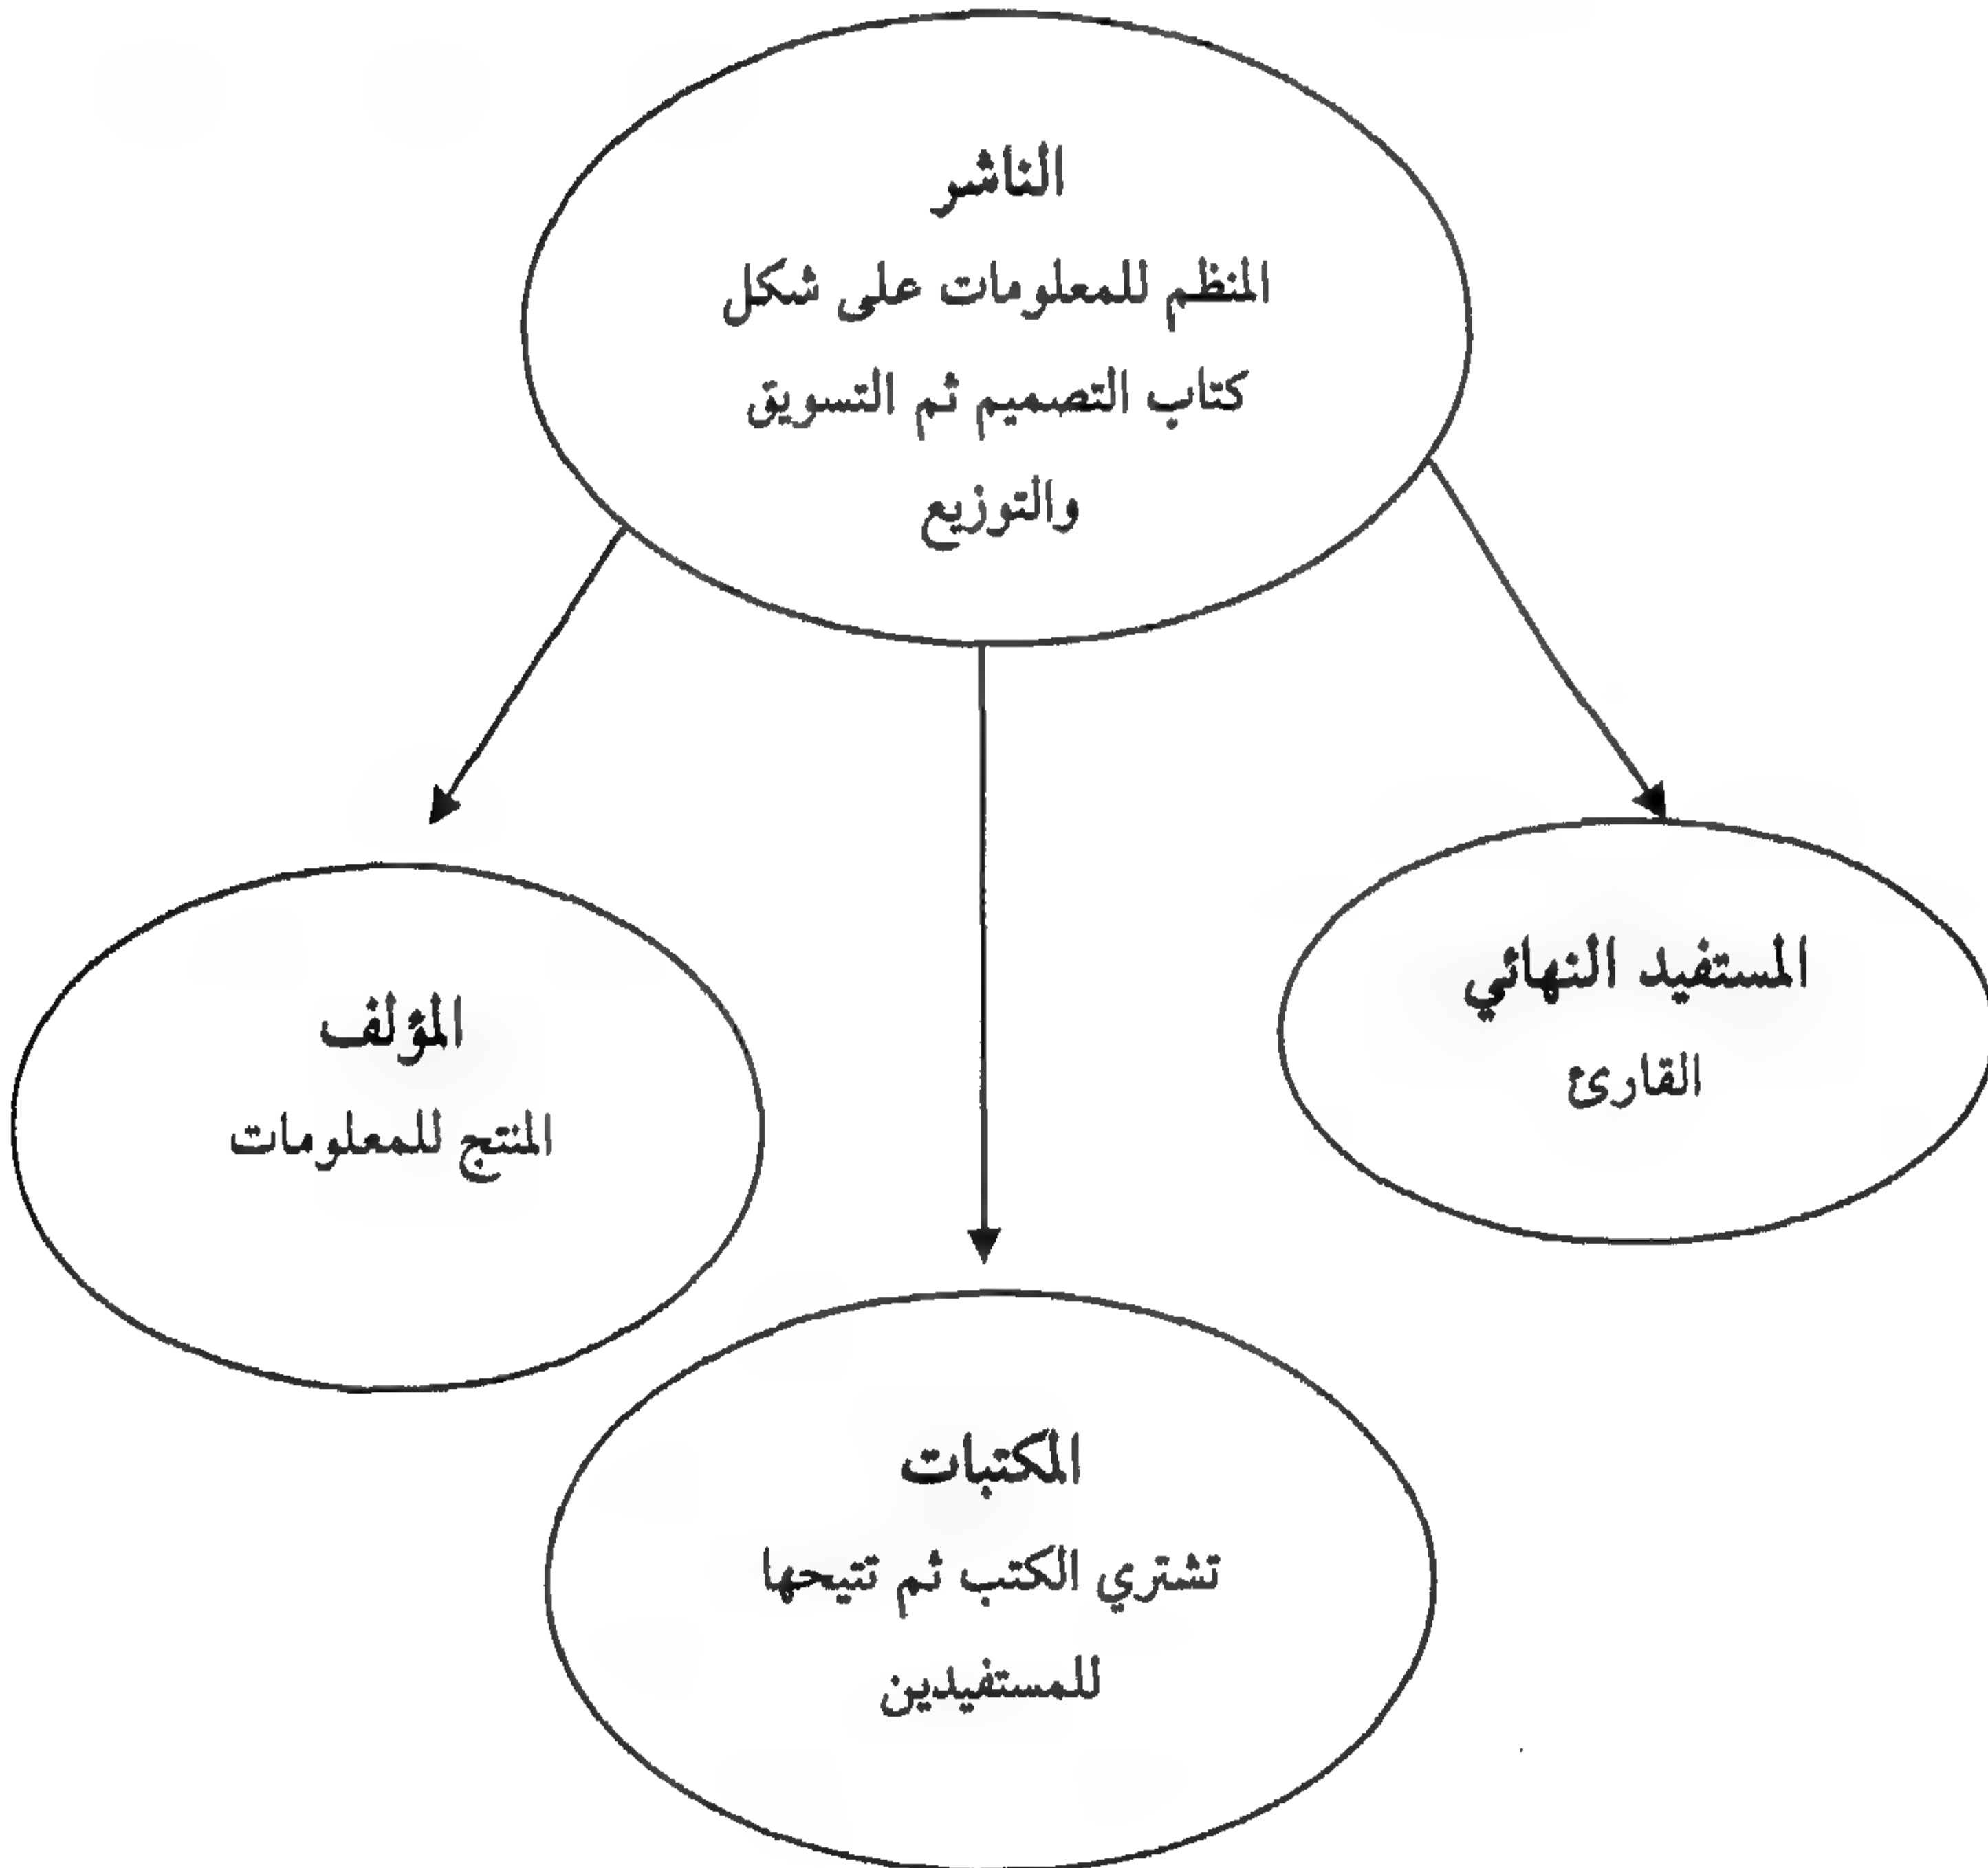 الناشر
المنظم للمعلومات على شكل
كتاب التصميم ثم التسويق
والتوزيع
المستفيد النهائي
القارئ
المؤلف
المنتج للمعلومات
المكتبات
تشتري الكتب ثم تتيحها
للمستفيدين